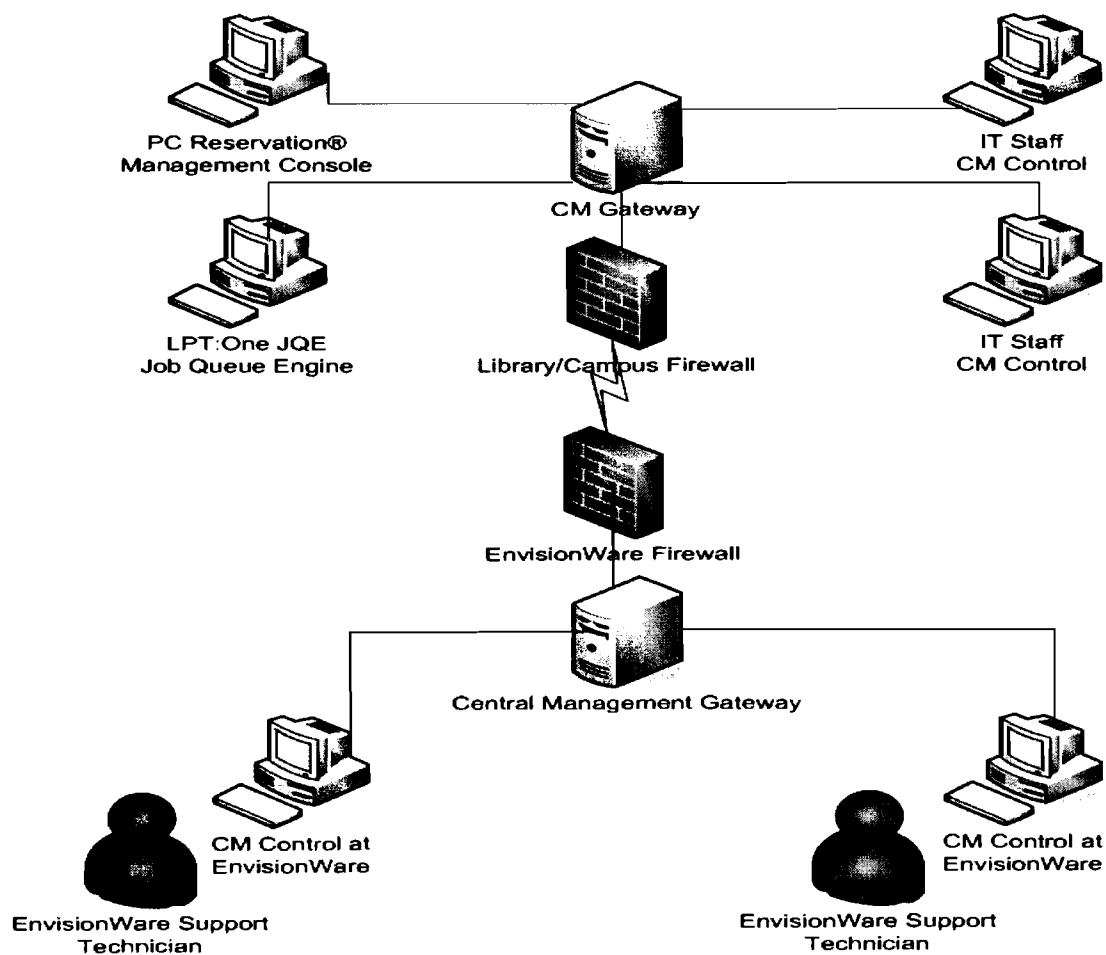 PC Reservation®
Management Console
IT Staff
CM Control
CM Gateway
LPT:One JQE
Job Queue Engine
Library/Campus Firewall
IT Staff
CM Control
EnvisionWare Firewall
Central Management Gateway
CM Control at
EnvisionWare
CM Control at
EnvisionWare
EnvisionWare Support
Technician
EnvisionWare Support
Technician